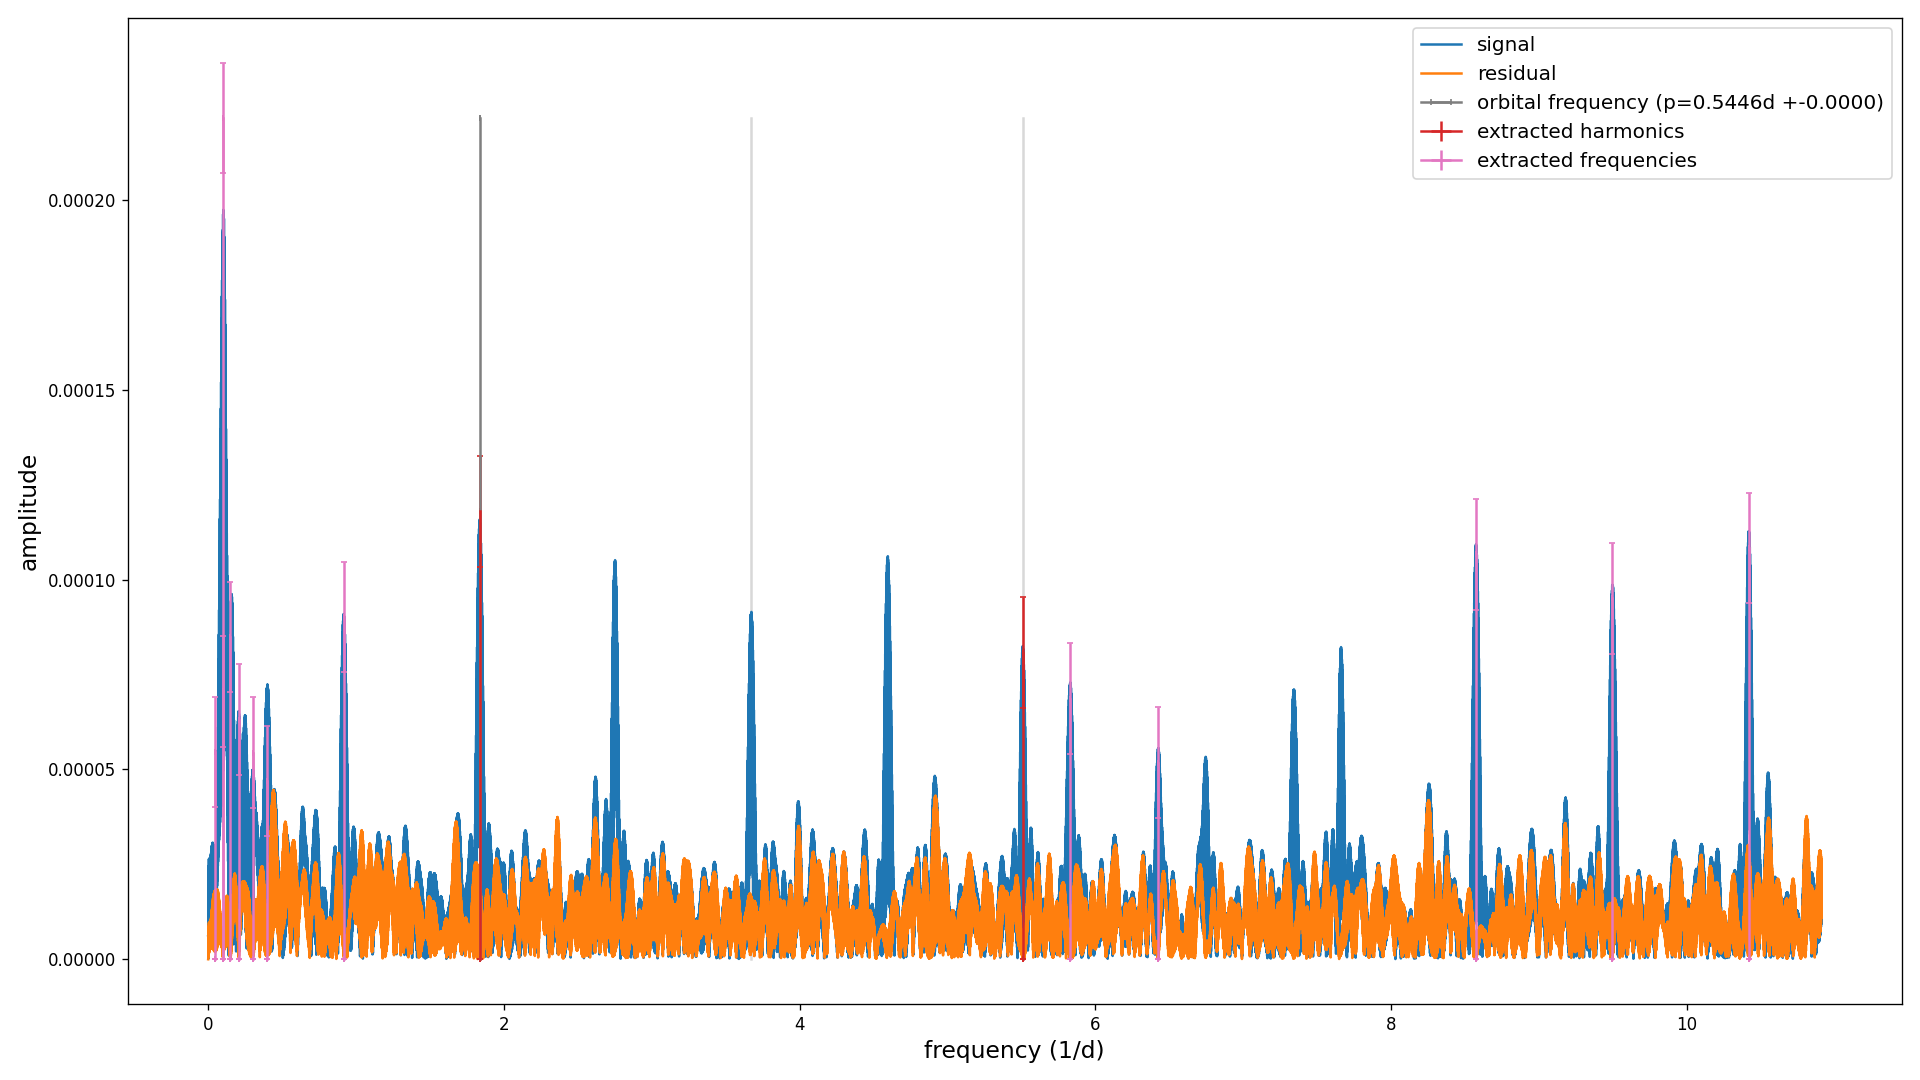 signal
residual
orbital frequency (p=0.5446d +-0.0000)
extracted harmonics
extracted frequencies
amplitude
0.00020
0.00015
0.00010
0.00005
0.00000
0 2 4 6 8 10
frequency (1/d)